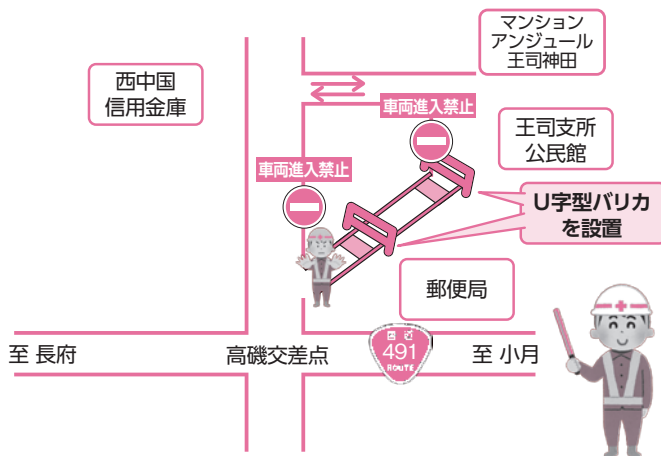 マンション
アンジュール
王司神田
西中国
信用金庫
車両進入禁止
王司支所
公民館
車両進入禁止
U字型バリカ
を設置
郵便局
至 長府
高磯交差点
国道
491
ROUTE
至 小月